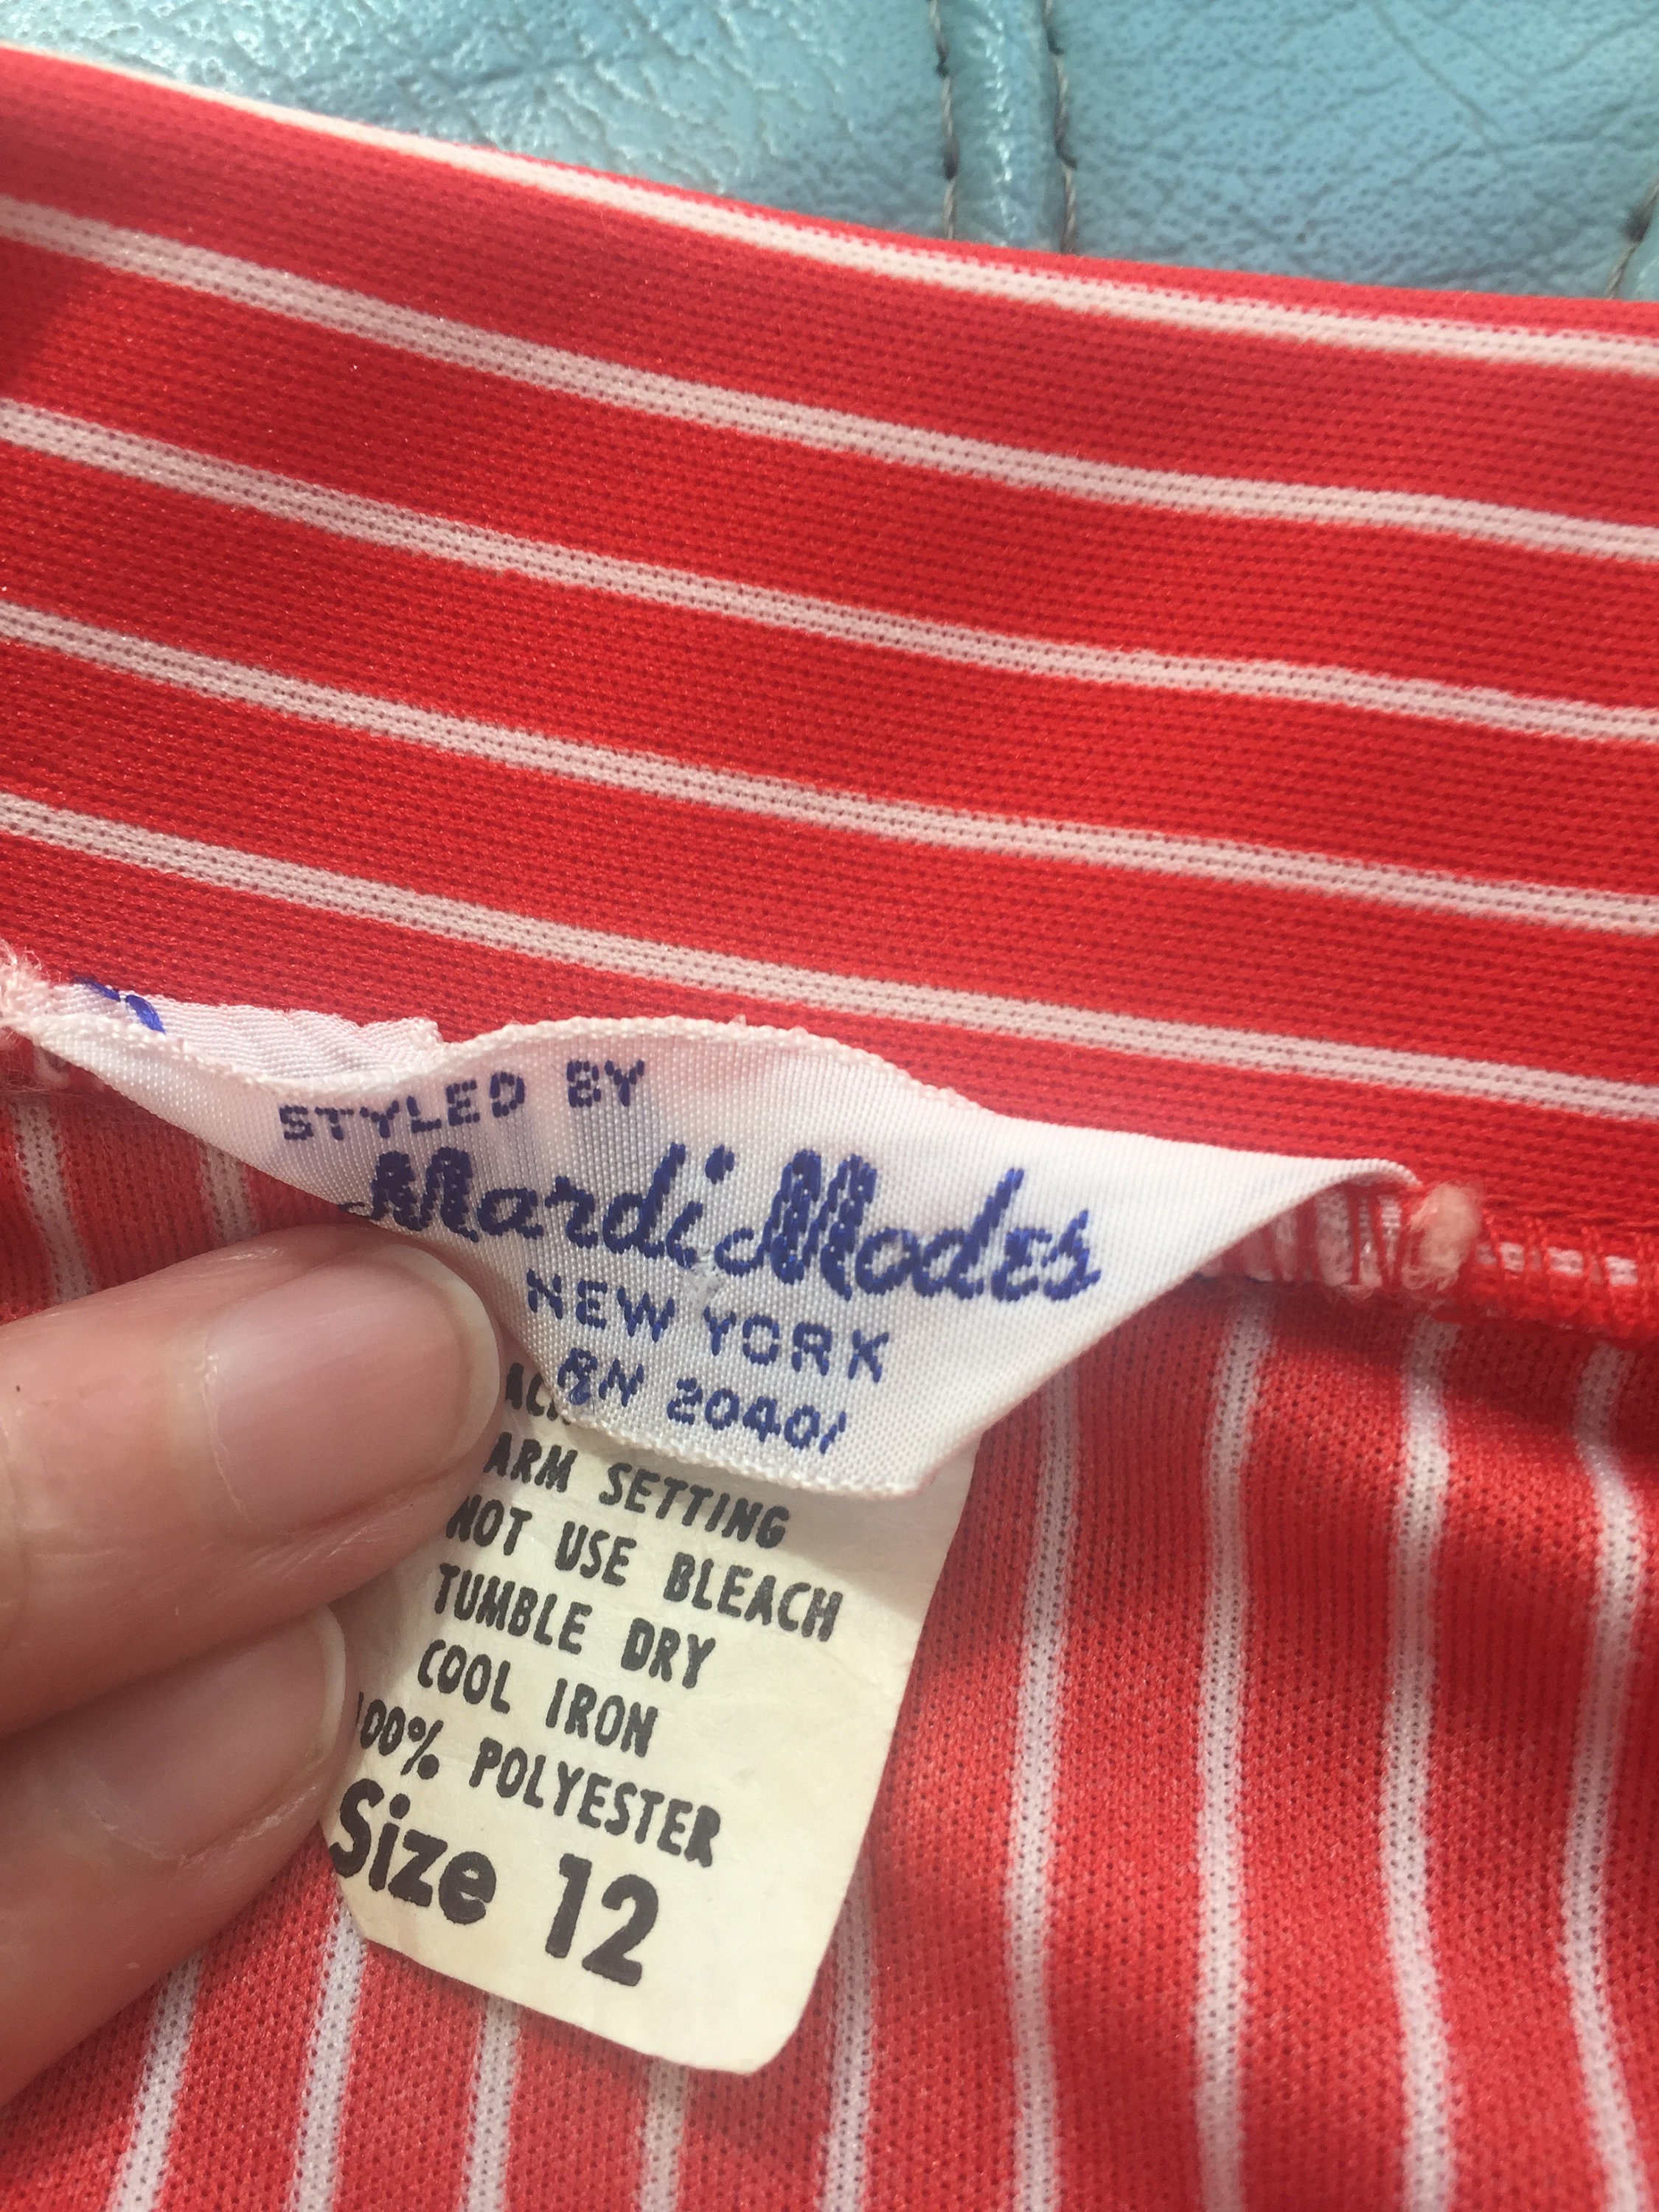 STYLED BY
Mardi Modes
NEW YORK
RN 20401
ARM SETTING
NOT USE BLEACH
TUMBLE DRY
COOL IRON
100% POLYESTER
Size 12